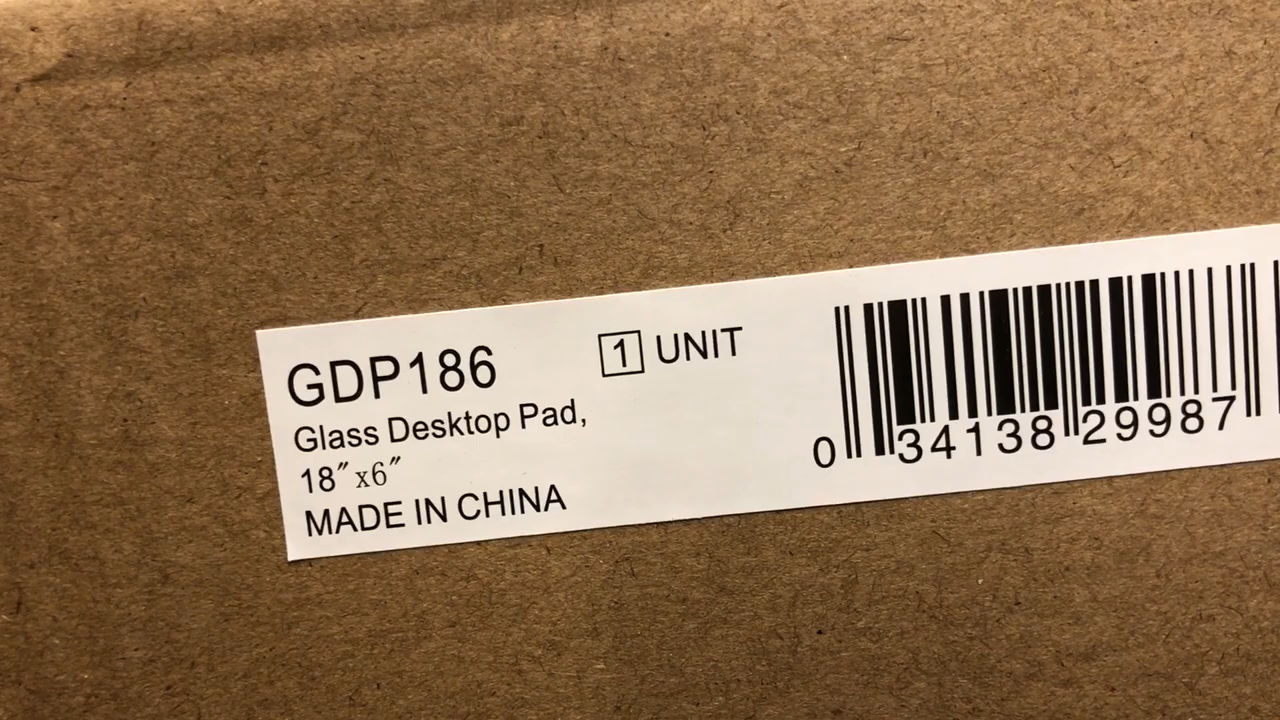 GDP186
1 UNIT
Glass Desktop Pad,
18″x6″
MADE IN CHINA
0 34138 29987